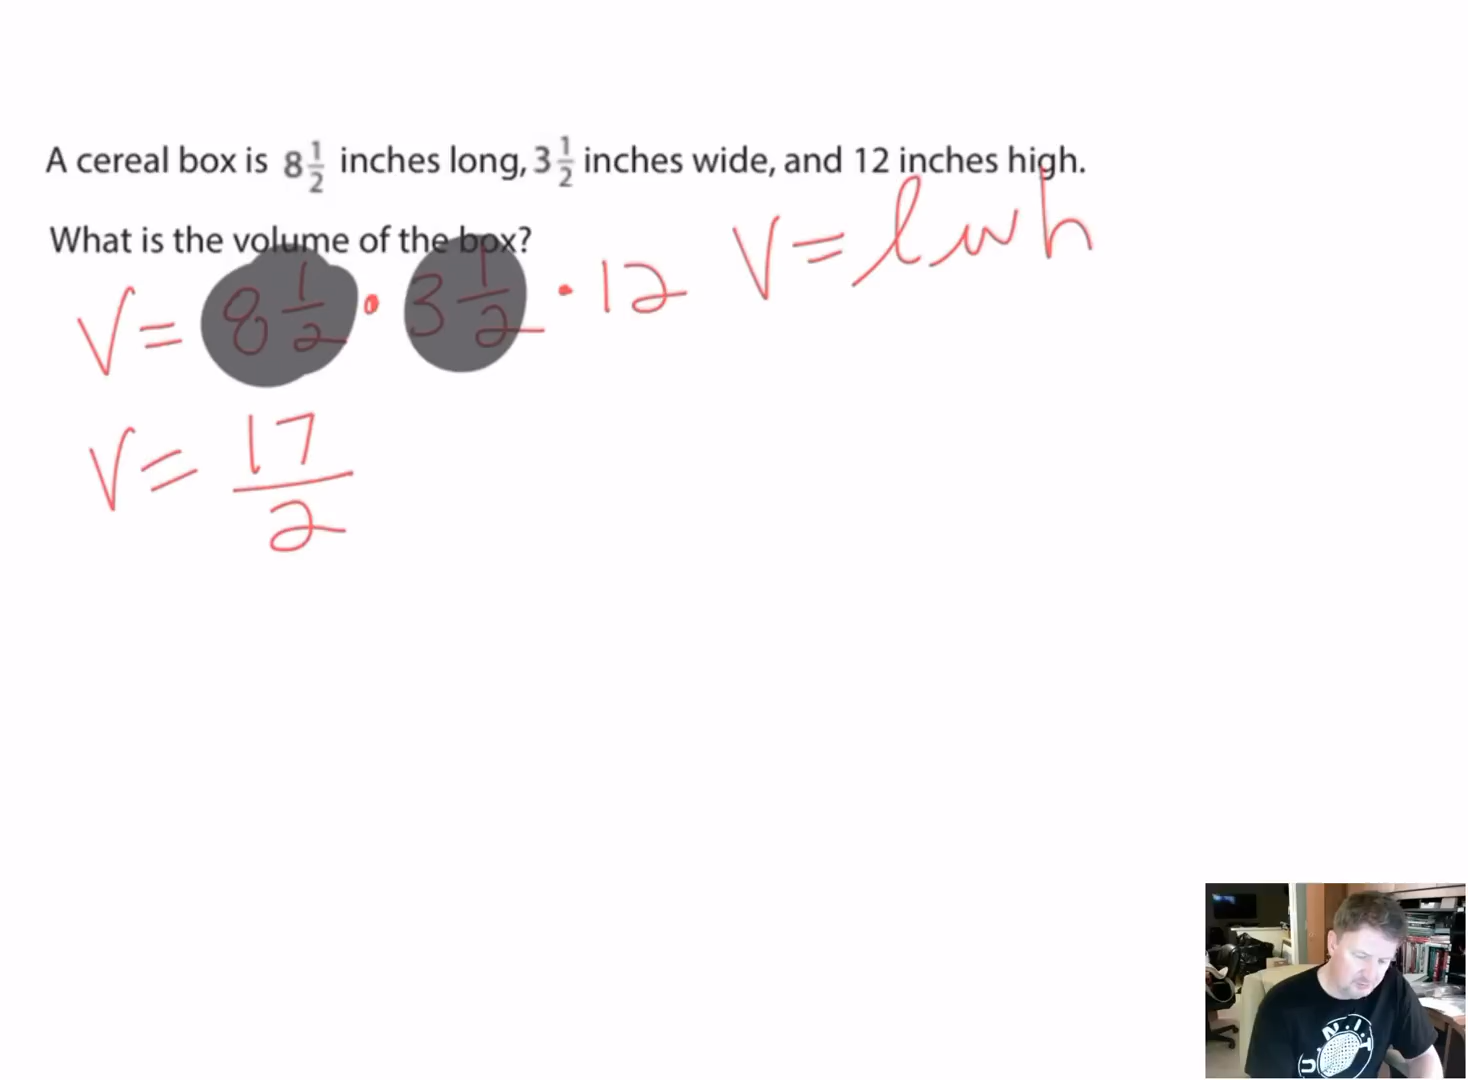 A cereal box is 8 1/2 inches long, 3 1/2 inches wide, and 12 inches high.
What is the volume of the box?
V = lwh
V = 8 1/2 · 3 1/2 · 12
V = 17/2
U.N.I.T